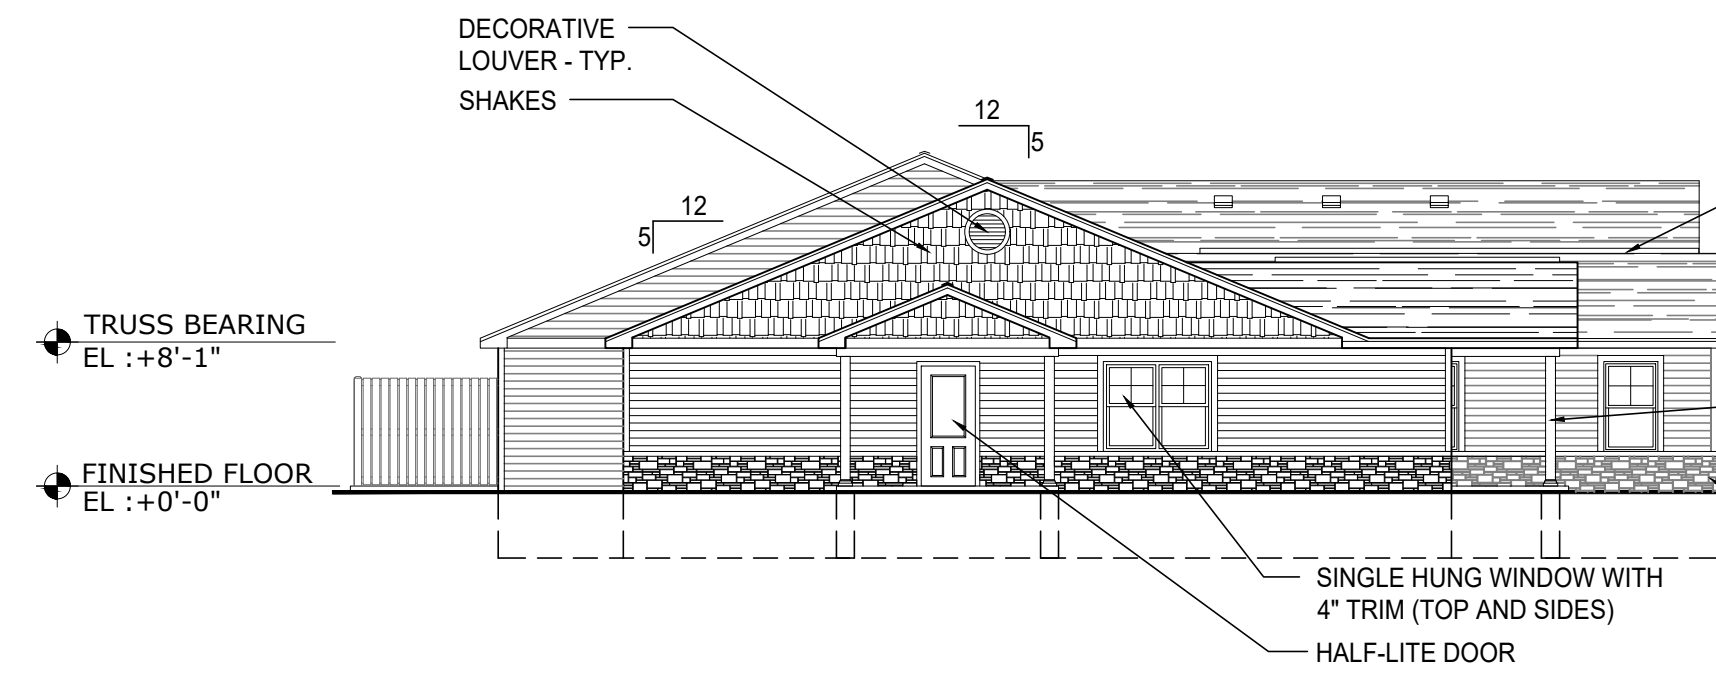 DECORATIVE
LOUVER - TYP.
SHAKES
12
5
12
5
TRUSS BEARING
EL :+8'-1"
FINISHED FLOOR
EL :+0'-0"
SINGLE HUNG WINDOW WITH
4" TRIM (TOP AND SIDES)
HALF-LITE DOOR